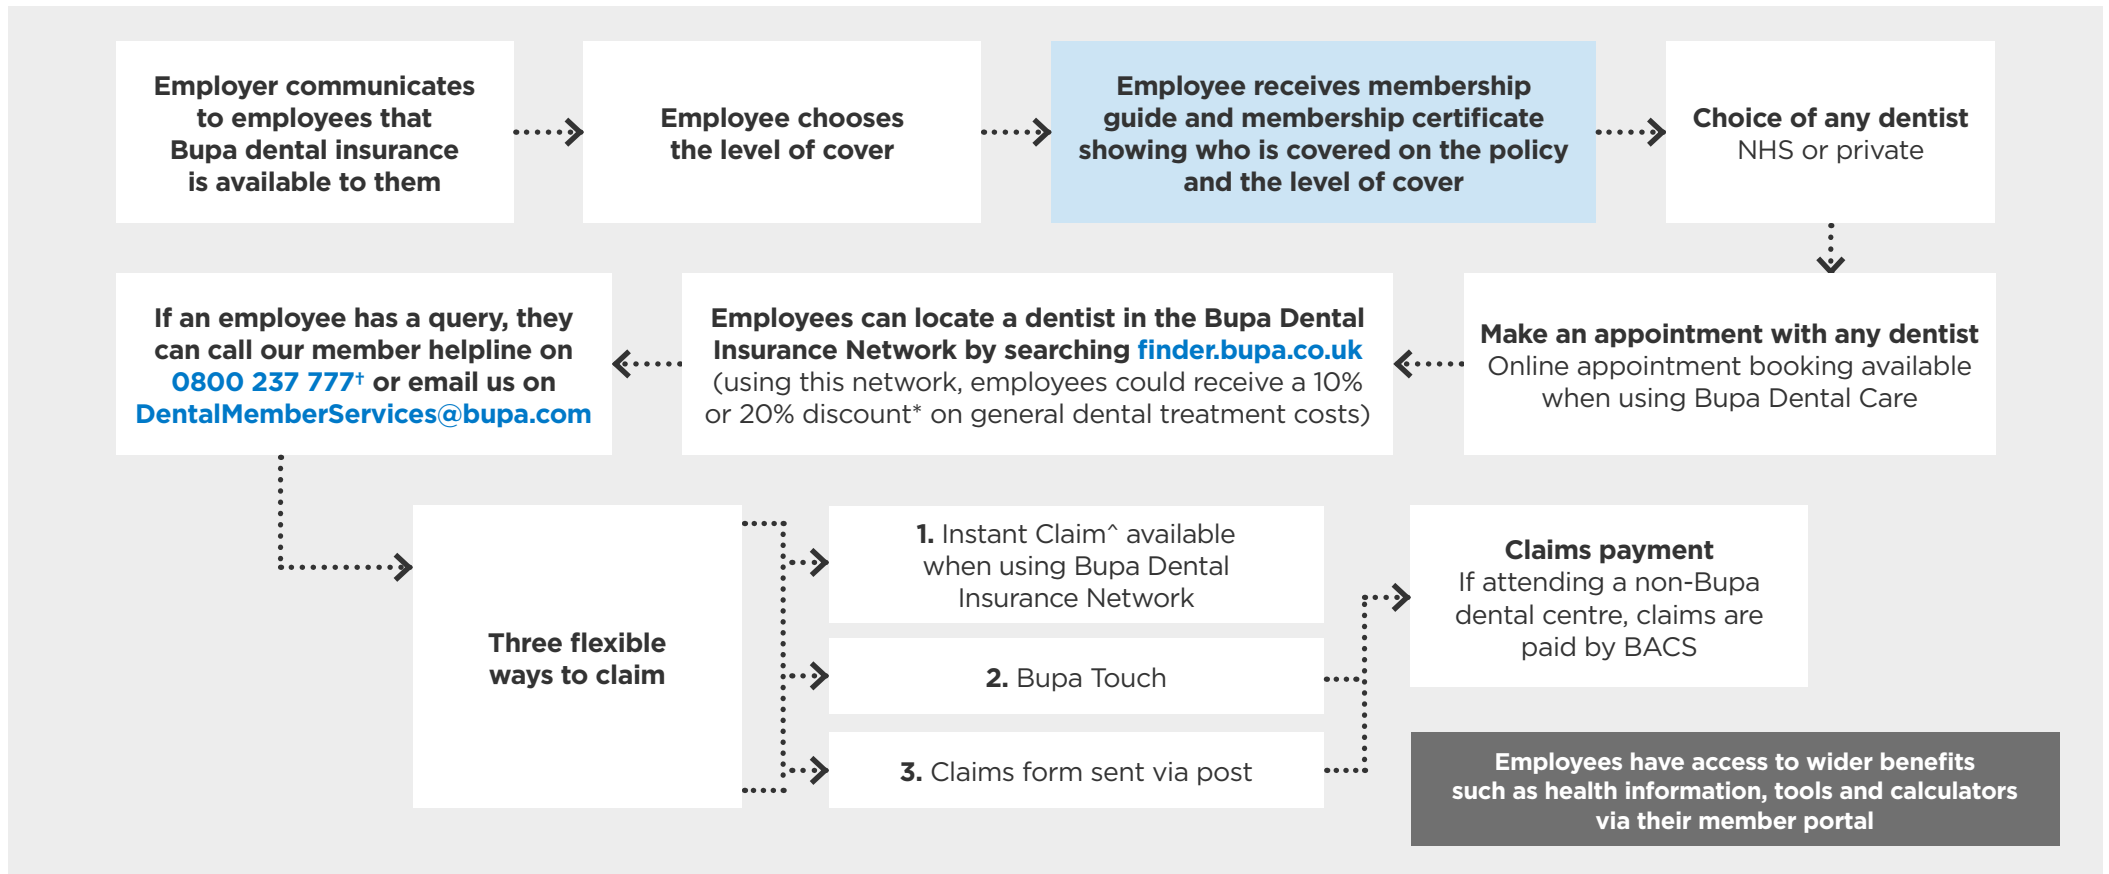 Employer communicates
to employees that
Bupa dental insurance
is available to them
Employee chooses
the level of cover
Employee receives membership
guide and membership certificate
showing who is covered on the policy
and the level of cover
Choice of any dentist
NHS or private
Make an appointment with any dentist
Online appointment booking available
when using Bupa Dental Care
Employees can locate a dentist in the Bupa Dental
Insurance Network by searching finder.bupa.co.uk
(using this network, employees could receive a 10%
or 20% discount* on general dental treatment costs)
If an employee has a query, they
can call our member helpline on
0800 237 777† or email us on
DentalMemberServices@bupa.com
Three flexible
ways to claim
1. Instant Claim^ available
when using Bupa Dental
Insurance Network
2. Bupa Touch
3. Claims form sent via post
Claims payment
If attending a non-Bupa
dental centre, claims are
paid by BACS
Employees have access to wider benefits
such as health information, tools and calculators
via their member portal